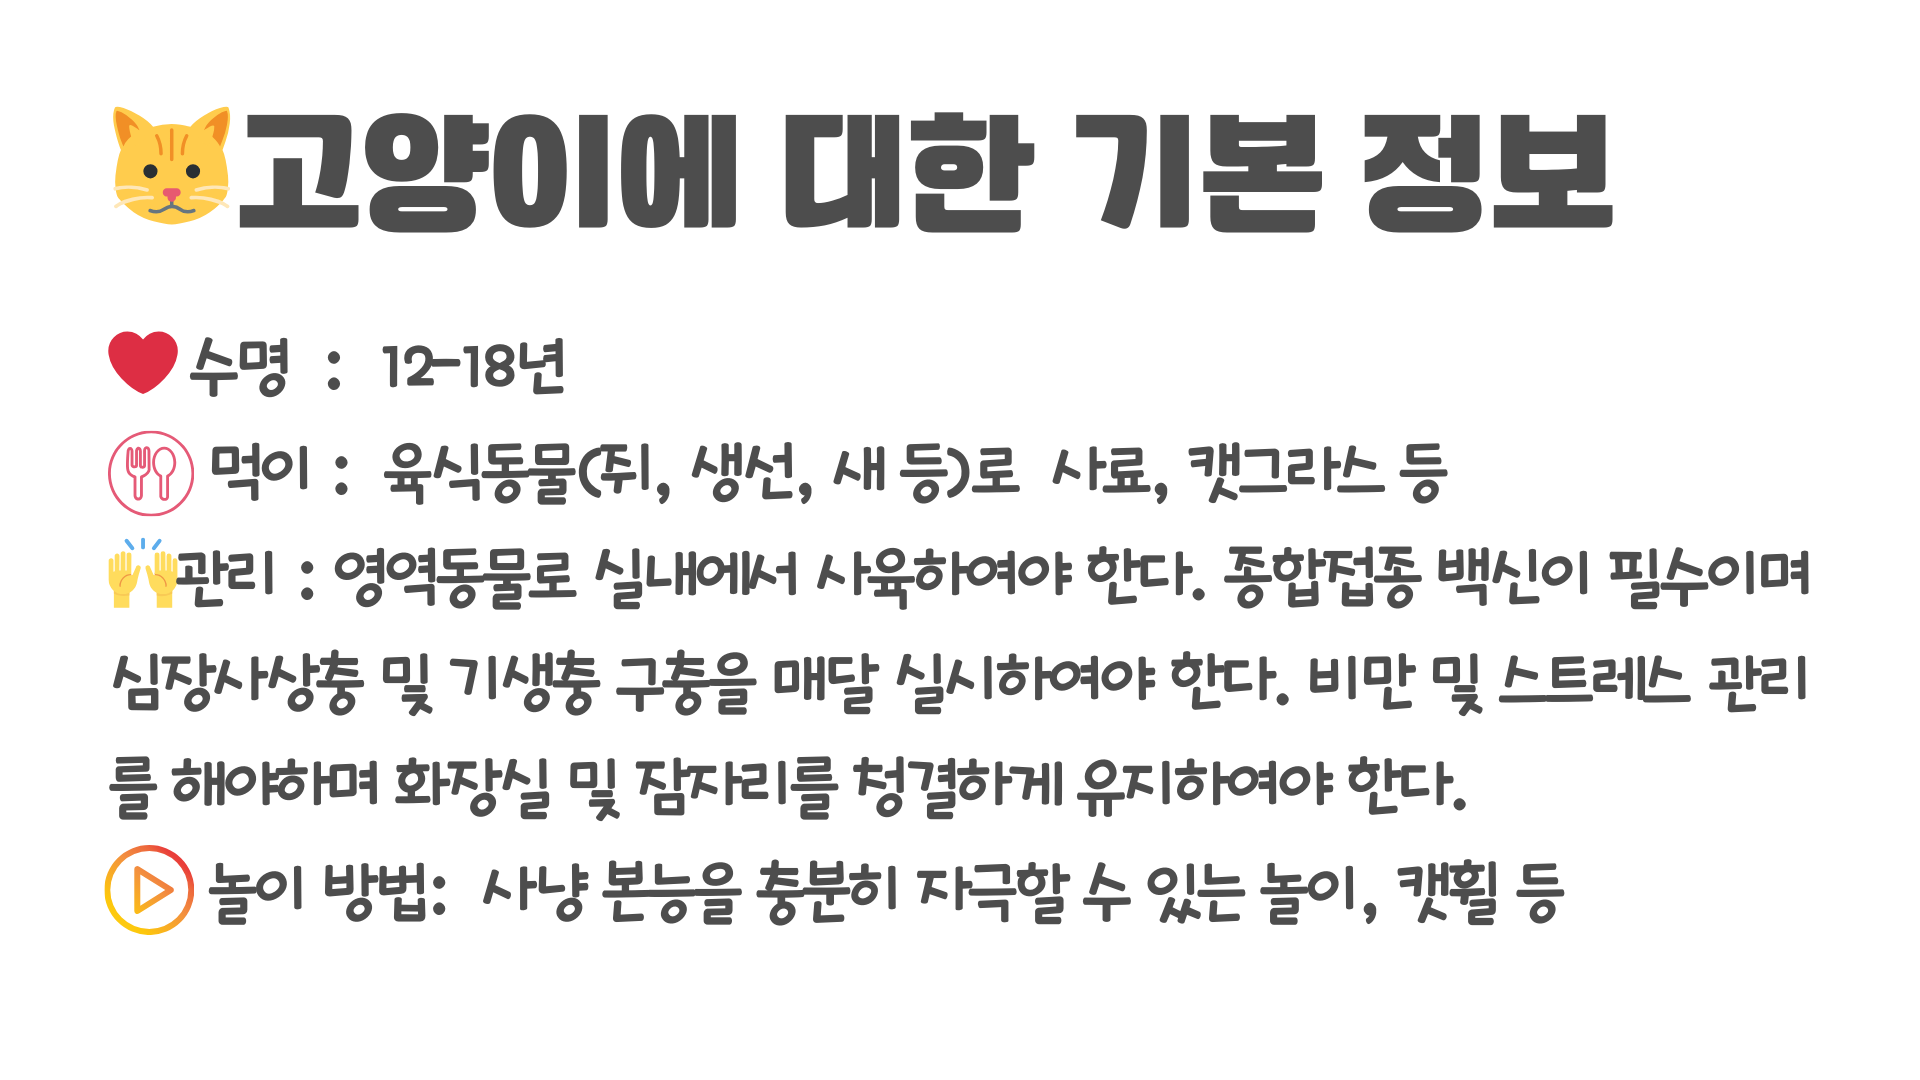 고양이에 대한 기본 정보
수명 : 12-18년
먹이 : 육식동물(쥐, 생선, 새 등)로 사료, 캣그라스 등
관리 : 영역동물로 실내에서 사육하여야 한다. 종합접종 백신이 필수이며
심장사상충 및 기생충 구충을 매달 실시하여야 한다. 비만 및 스트레스 관리
를 해야하며 화장실 및 잠자리를 청결하게 유지하여야 한다.
놀이 방법: 사냥 본능을 충분히 자극할 수 있는 놀이, 캣휠 등